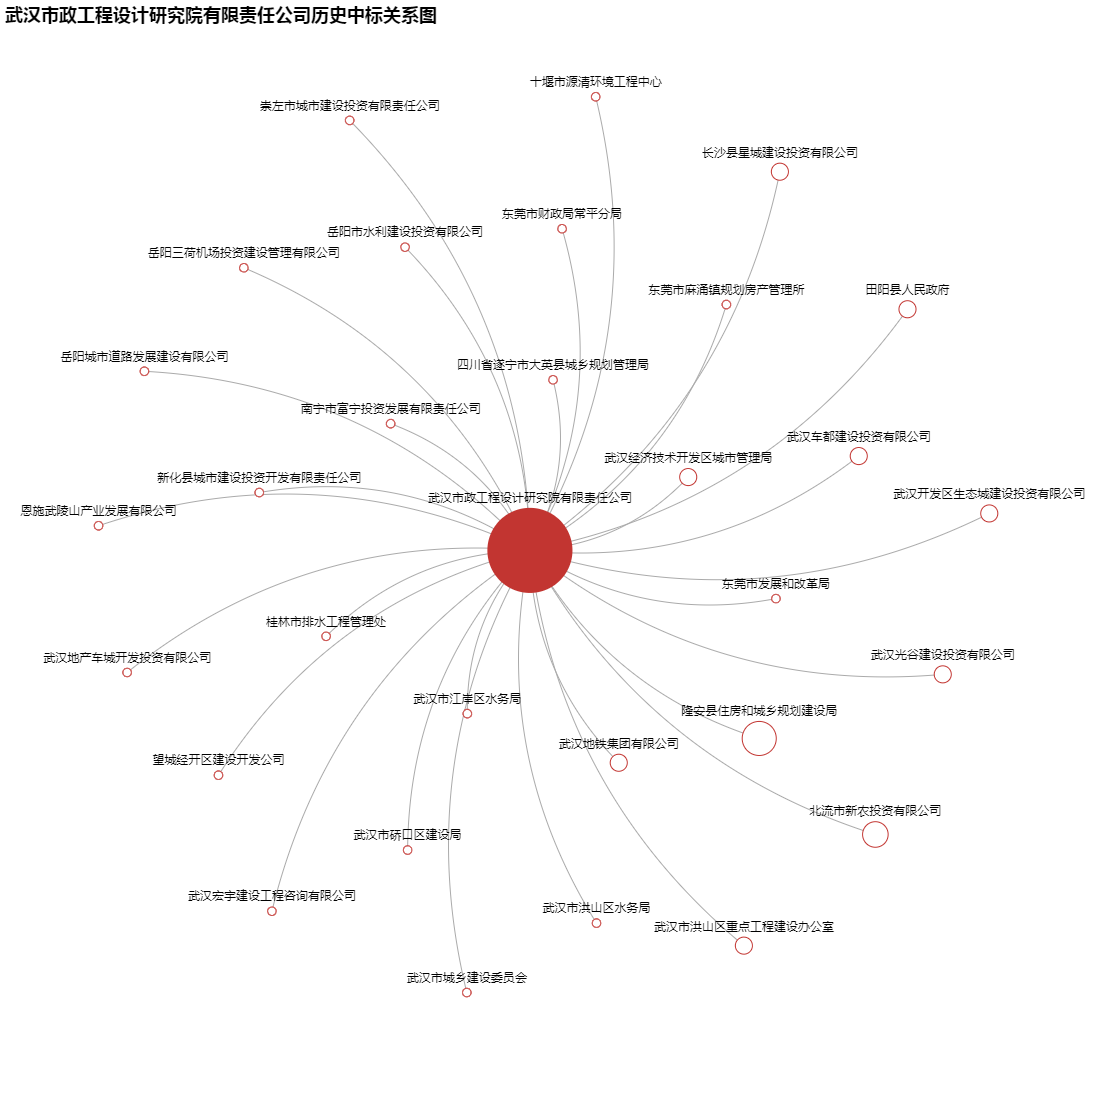 武汉市政工程设计研究院有限责任公司历史中标关系图
十堰市源清环境工程中心
崇左市城市建设投资有限责任公司
长沙县星城建设投资有限公司
东莞市财政局常平分局
岳阳市水利建设投资有限公司
岳阳三荷机场投资建设管理有限公司
东莞市麻涌镇规划房产管理所
田阳县人民政府
岳阳城市道路发展建设有限公司
四川省遂宁市大英县城乡规划管理局
南宁市富宁投资发展有限责任公司
武汉车都建设投资有限公司
武汉经济技术开发区城市管理局
新化县城市建设投资开发有限责任公司
武汉开发区生态城建设投资有限公司
武汉市政工程设计研究院有限责任公司
恩施武陵山产业发展有限公司
东莞市发展和改革局
桂林市排水工程管理处
武汉地产车城开发投资有限公司
武汉光谷建设投资有限公司
武汉市江岸区水务局
隆安县住房和城乡规划建设局
武汉地铁集团有限公司
望城经开区建设开发公司
北流市新农投资有限公司
武汉市硚口区建设局
武汉宏宇建设工程咨询有限公司
武汉市洪山区水务局
武汉市洪山区重点工程建设办公室
武汉市城乡建设委员会